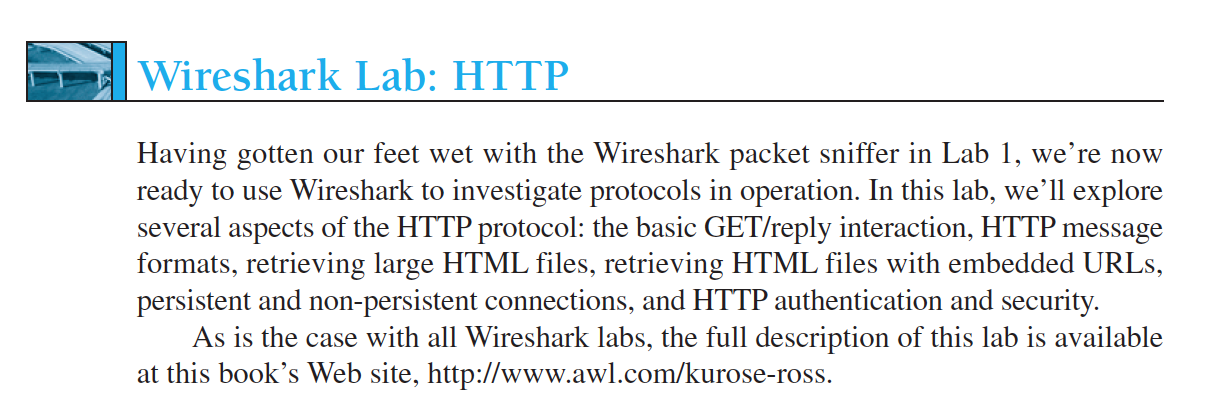 Wireshark Lab: HTTP
Having gotten our feet wet with the Wireshark packet sniffer in Lab 1, we’re now
ready to use Wireshark to investigate protocols in operation. In this lab, we’ll explore
several aspects of the HTTP protocol: the basic GET/reply interaction, HTTP message
formats, retrieving large HTML files, retrieving HTML files with embedded URLs,
persistent and non-persistent connections, and HTTP authentication and security.
As is the case with all Wireshark labs, the full description of this lab is available
at this book’s Web site, http://www.awl.com/kurose-ross.